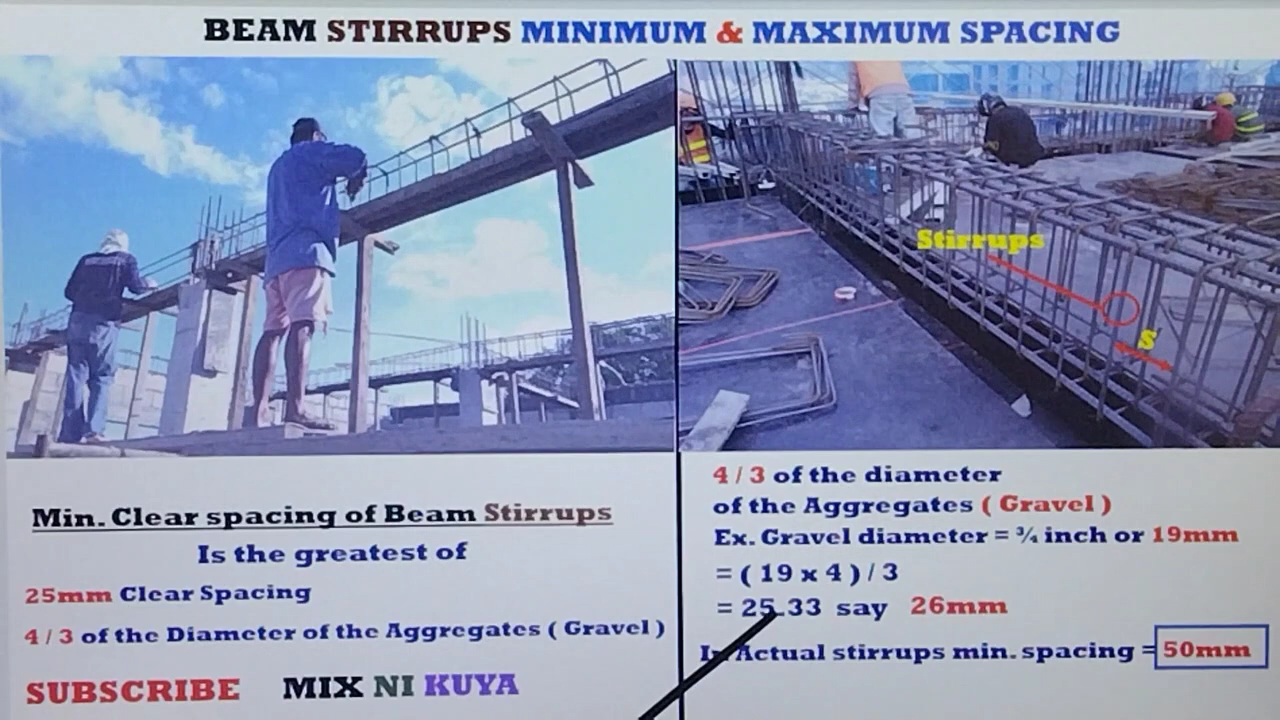 BEAM STIRRUPS MINIMUM & MAXIMUM SPACING
Stirrups
s
Min. Clear spacing of Beam Stirrups
Is the greatest of
25mm Clear Spacing
4 / 3 of the Diameter of the Aggregates ( Gravel )
SUBSCRIBE MIX NI KUYA
4 / 3 of the diameter
of the Aggregates ( Gravel )
Ex. Gravel diameter = ¾ inch or 19mm
= ( 19 x 4 ) / 3
= 25.33 say 26mm
In Actual stirrups min. spacing = 50mm